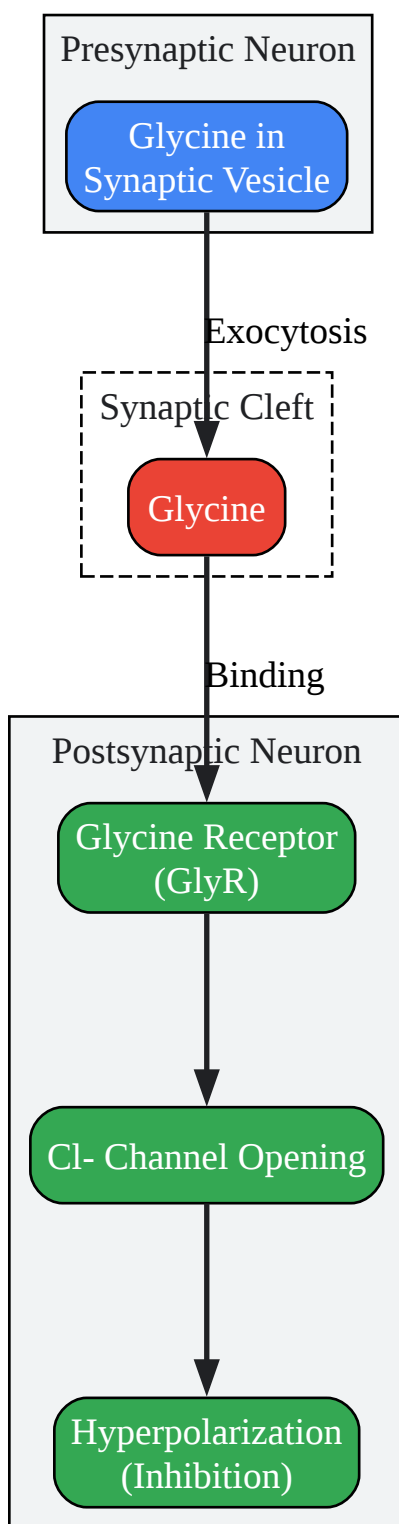 Presynaptic Neuron
Glycine in
Synaptic Vesicle
Exocytosis
Synaptic Cleft
Glycine
Binding
Postsynaptic Neuron
Glycine Receptor
(GlyR)
Cl- Channel Opening
Hyperpolarization
(Inhibition)